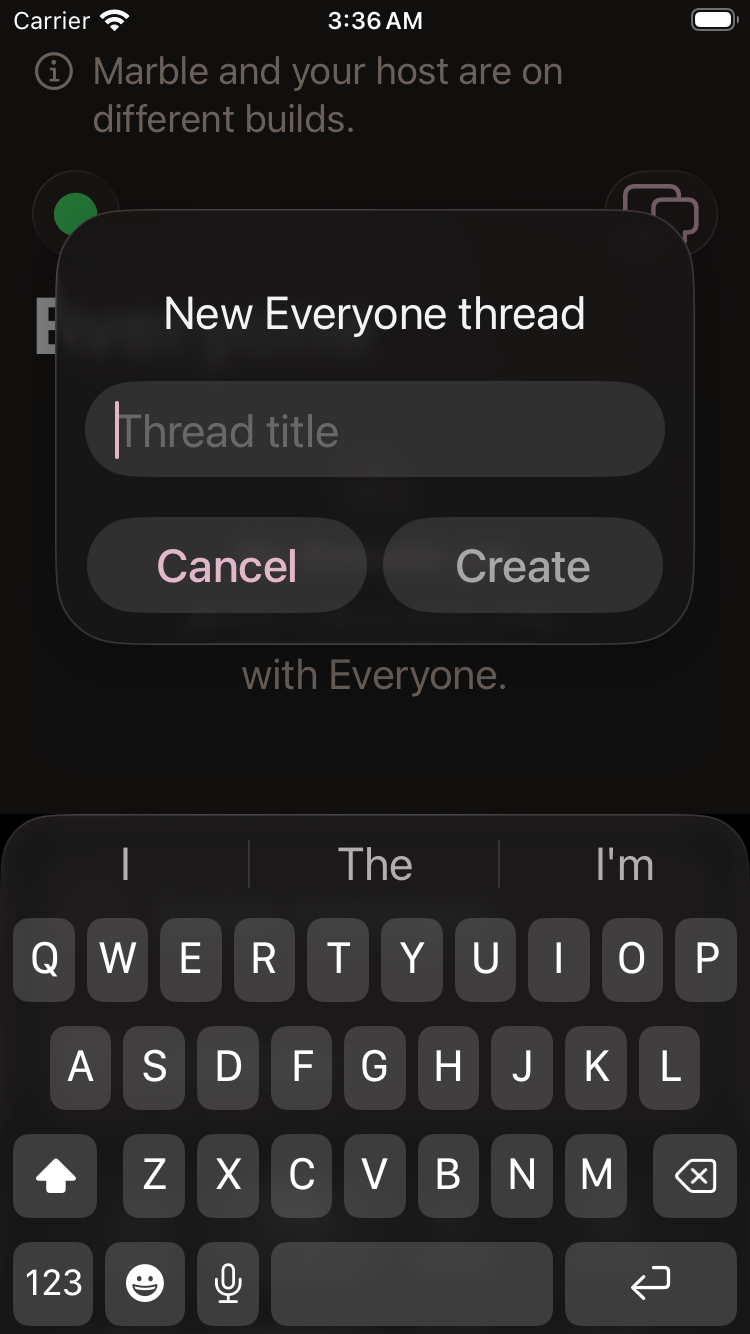 Carrier 3:36 AM
Marble and your host are on
different builds.
New Everyone thread
Thread title
Cancel Create
with Everyone.
I The I'm
Q W E R T Y U I O P
A S D F G H J K L
Z X C V B N M
123